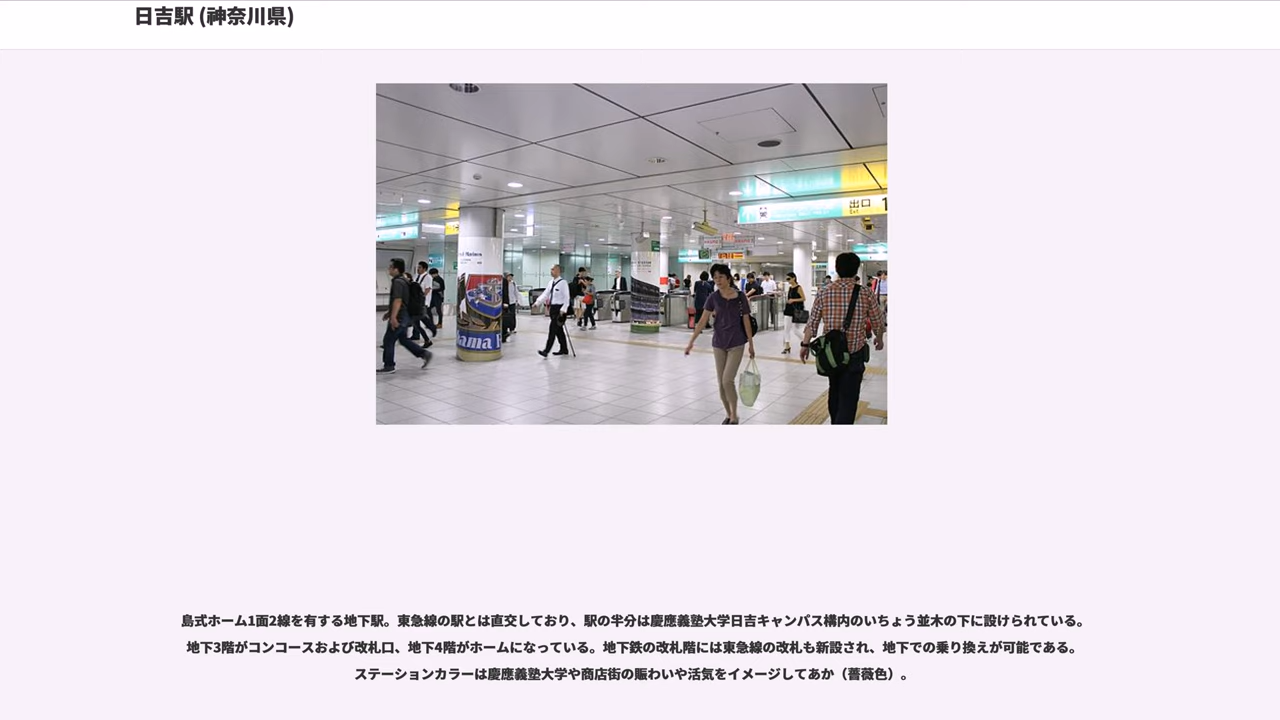 日吉駅 (神奈川県)
出口 1
島式ホーム1面2線を有する地下駅。東急線の駅とは直交しており、駅の半分は慶應義塾大学日吉キャンパス構内のいちょう並木の下に設けられている。
地下3階がコンコースおよび改札口、地下4階がホームになっている。地下鉄の改札階には東急線の改札も新設され、地下での乗り換えが可能である。
ステーションカラーは慶應義塾大学や商店街の賑わいや活気をイメージしてあか（薔薇色）。